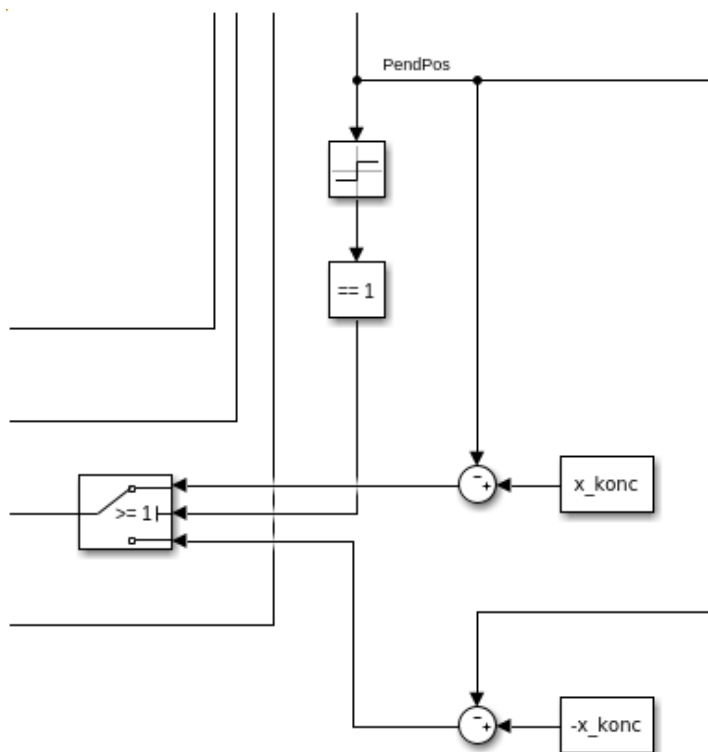 PendPos
== 1
-
+
x_konc
>= 1
-
+
-x_konc